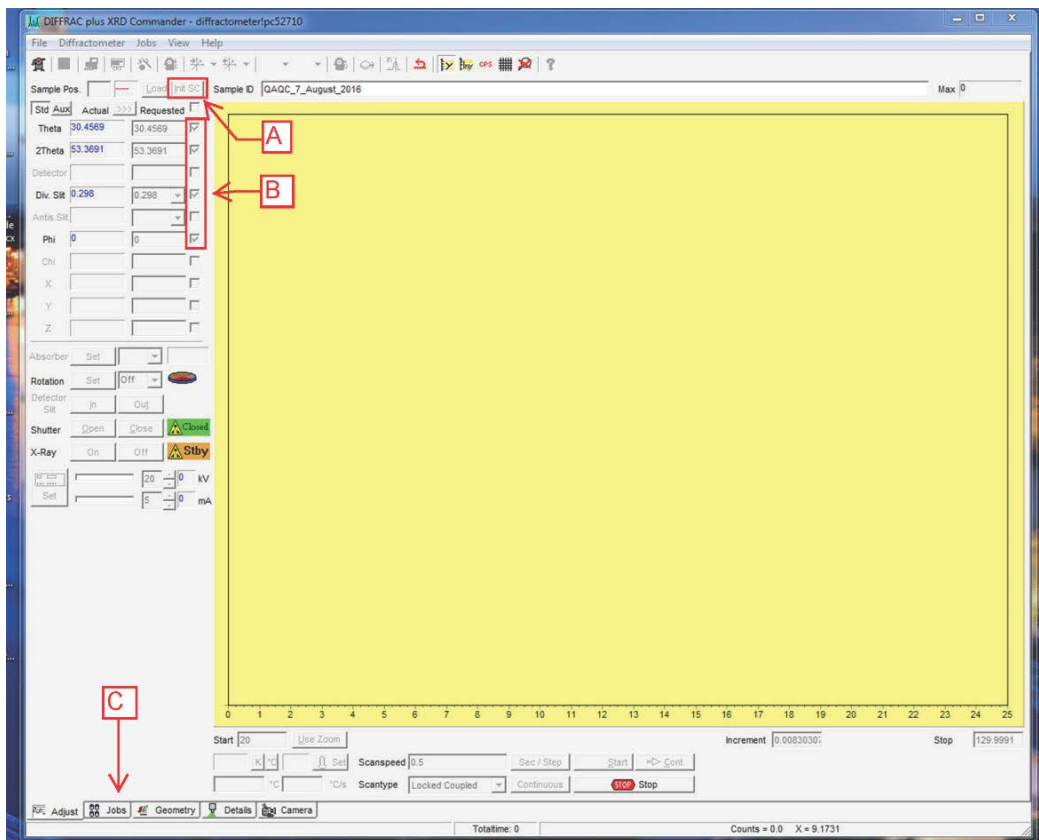 DIFFRAC plus XRD Commander - diffractometer!pc52710
File Diffractometer Jobs View Help
CPS ?
Sample Pos. Load Init SC Sample ID QAQC_7_August_2016 Max 0
Std Aux Actual >>> Requested
A
Theta 30.4569 30.4569
2Theta 53.3691 53.3691
Detector
B
Div. Slit 0.298 0.298
Antis.Slit
Phi 0 0
Chi
X
Y
Z
Absorber Set
Rotation Set Off
Detector Slit In Out
Shutter Open Close Closed
X-Ray On Off Stby
20 0 kV
Set 5 0 mA
C
0 1 2 3 4 5 6 7 8 9 10 11 12 13 14 15 16 17 18 19 20 21 22 23 24 25
Start 20 Use Zoom Increment 0.0083030 Stop 129.9991
K °C Set Scanspeed 0.5 Sec / Step Start Cont
°C °C/s Scantype Locked Coupled Continuous STOP Stop
Adjust Jobs Geometry Details Camera
Totaltime: 0 Counts = 0.0 X = 9.1731